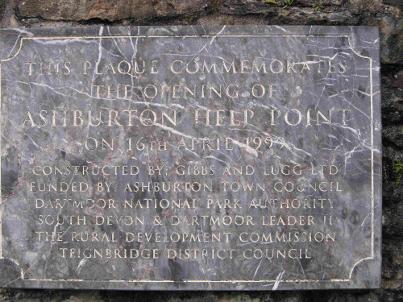 THIS PLAQUE COMMEMORATES
THE OPENING OF
ASHBURTON HELP POINT
ON 16TH APRIL
CONSTRUCTED BY: GIBBS AND LUGG LTD
FUNDED BY: ASHBURTON TOWN COUNCIL
DARTMOOR NATIONAL PARK AUTHORITY
SOUTH DEVON & DARTMOOR LEADER II
THE RURAL DEVELOPMENT COMMISSION
TEIGNBRIDGE DISTRICT COUNCIL